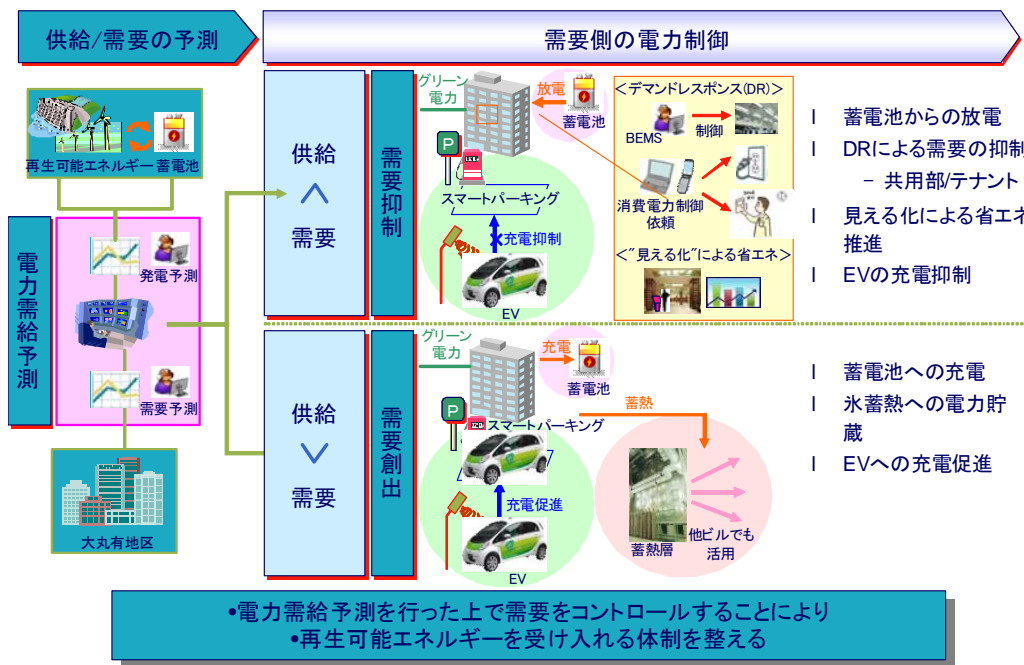 供給/需要の予測
需要側の電力制御
再生可能エネルギー 蓄電池
電力需給予測
発電予測
需要予測
大丸有地区
供給
∧
需要
需要抑制
グリーン
電力
放電
蓄電池
P
スマートパーキング
充電抑制
EV
＜デマンドレスポンス(DR)＞
BEMS
制御
消費電力制御
依頼
＜"見える化"による省エネ＞
l 蓄電池からの放電
l DRによる需要の抑制
– 共用部/テナント
l 見える化による省エネ
推進
l EVの充電抑制
供給
∨
需要
需要創出
グリーン
電力
充電
蓄電池
P
スマートパーキング
蓄熱
充電促進
EV
蓄熱層
他ビルでも
活用
l 蓄電池への充電
l 氷蓄熱への電力貯
蔵
l EVへの充電促進
•電力需給予測を行った上で需要をコントロールすることにより
•再生可能エネルギーを受け入れる体制を整える